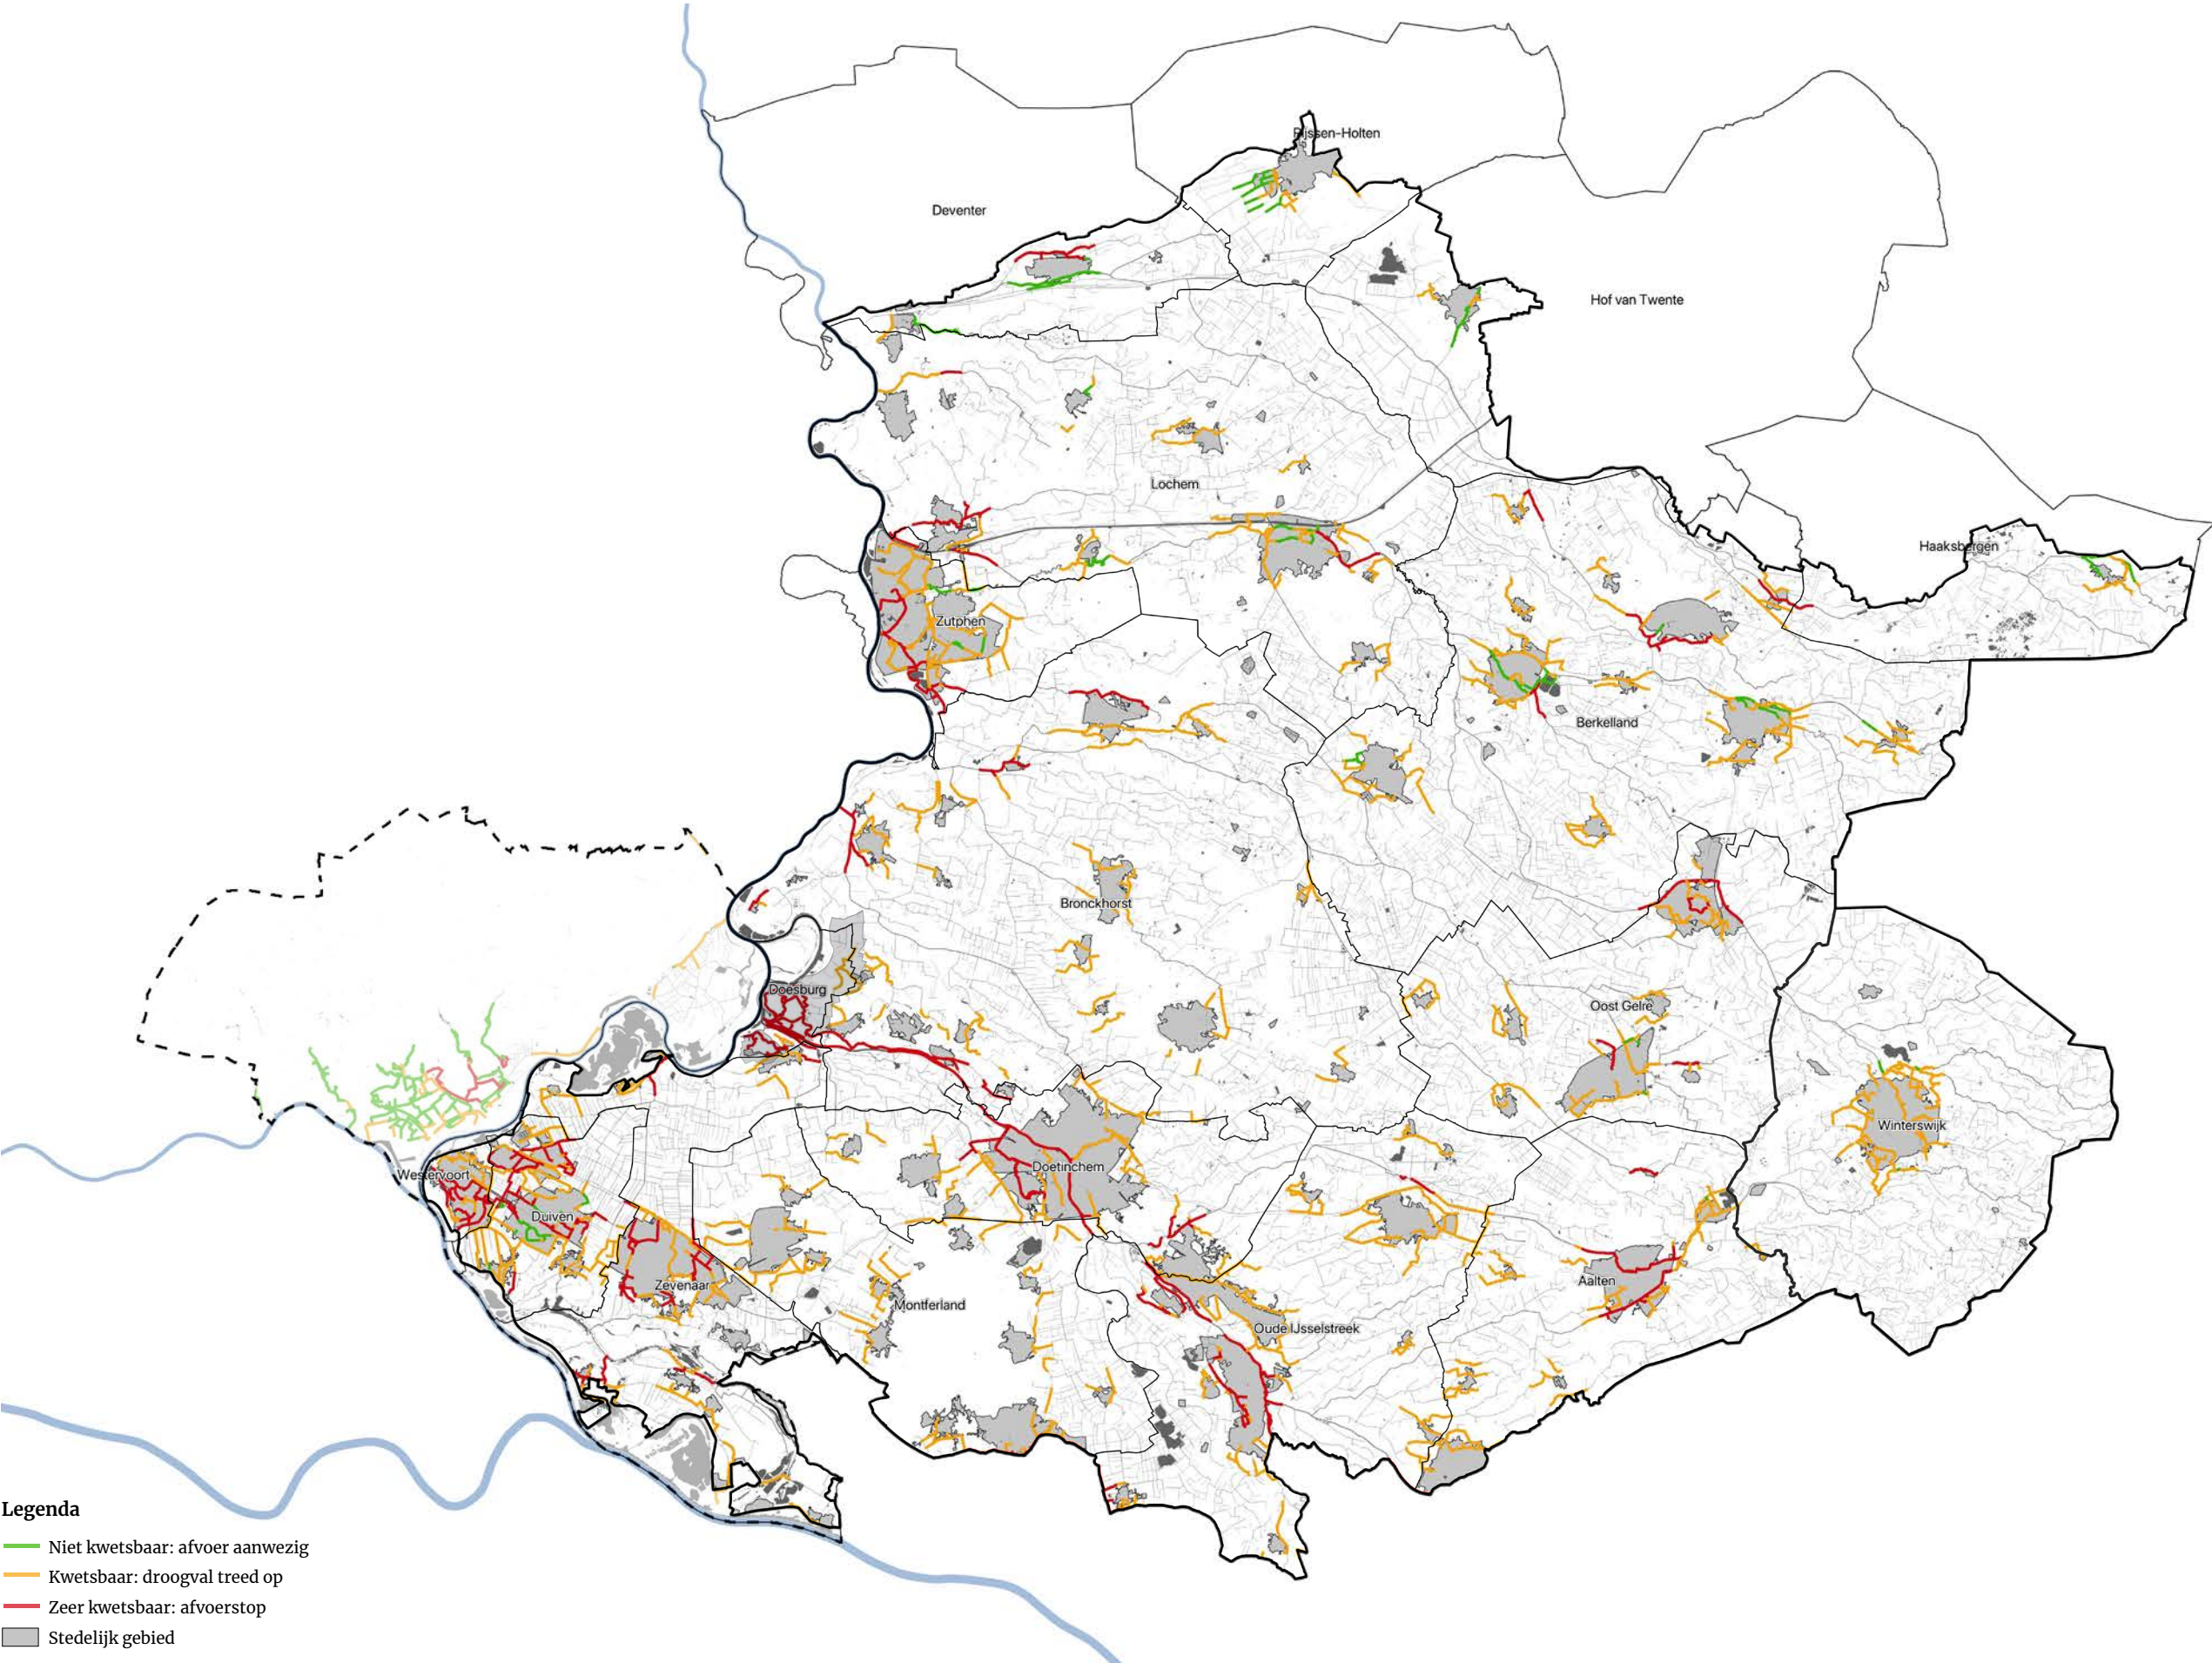 Rijssen-Holten
Deventer
Hof van Twente
Lochem
Haaksbergen
Zutphen
Berkelland
Bronckhorst
Doesburg
Oost Gelre
Winterswijk
Westervoort
Doetinchem
Duiven
Zevenaar
Aalten
Montferland
Oude IJsselstreek
Legenda
Niet kwetsbaar: afvoer aanwezig
Kwetsbaar: droogval treed op
Zeer kwetsbaar: afvoerstop
Stedelijk gebied